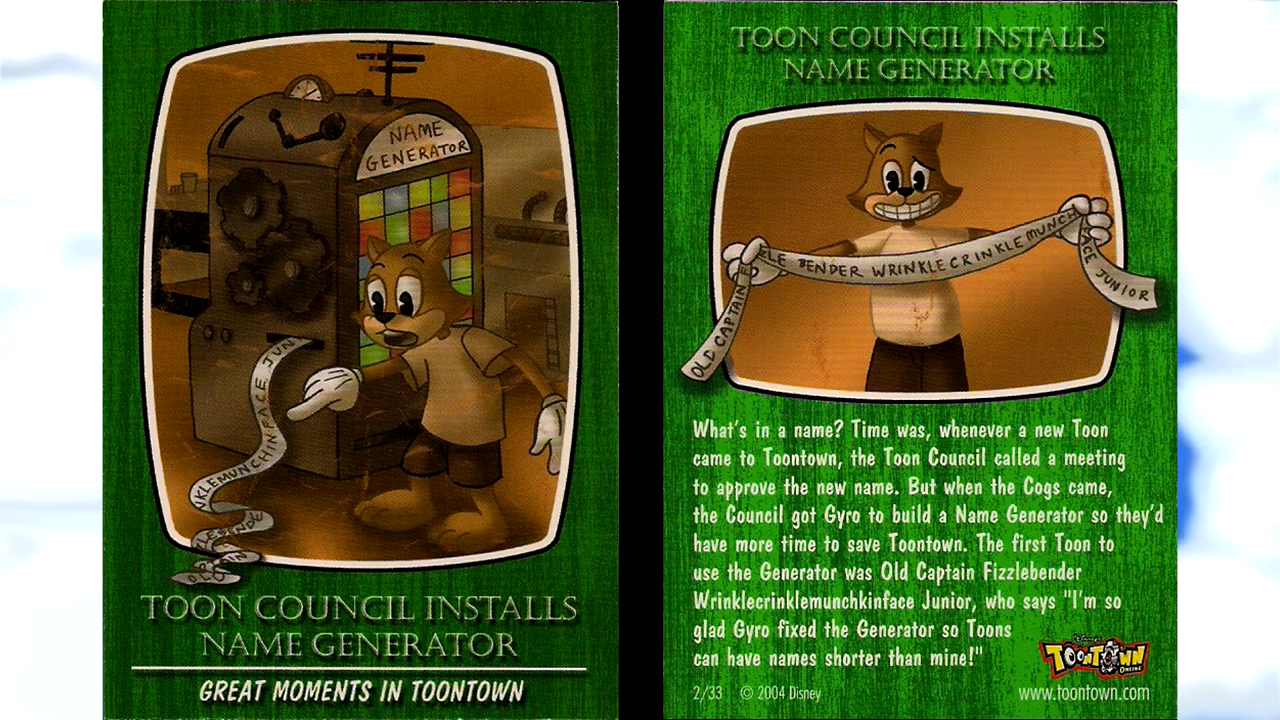 NAME
GENERATOR
NKLEMUNCHINFACE JUN
TOON COUNCIL INSTALLS
NAME GENERATOR
GREAT MOMENTS IN TOONTOWN
TOON COUNCIL INSTALLS
NAME GENERATOR
OLD CAPTAIN
ELE BENDER WRINKLECRINKLEMUNCH
FACE JUNIOR
What's in a name? Time was, whenever a new Toon
came to Toontown, the Toon Council called a meeting
to approve the new name. But when the Cogs came,
the Council got Gyro to build a Name Generator so they'd
have more time to save Toontown. The first Toon to
use the Generator was Old Captain Fizzlebender
Wrinklecrinklemunchkinface Junior, who says "I'm so
glad Gyro fixed the Generator so Toons
can have names shorter than mine!"
Disney's
TOONTOWN
ONLINE
2/33 © 2004 Disney
www.toontown.com